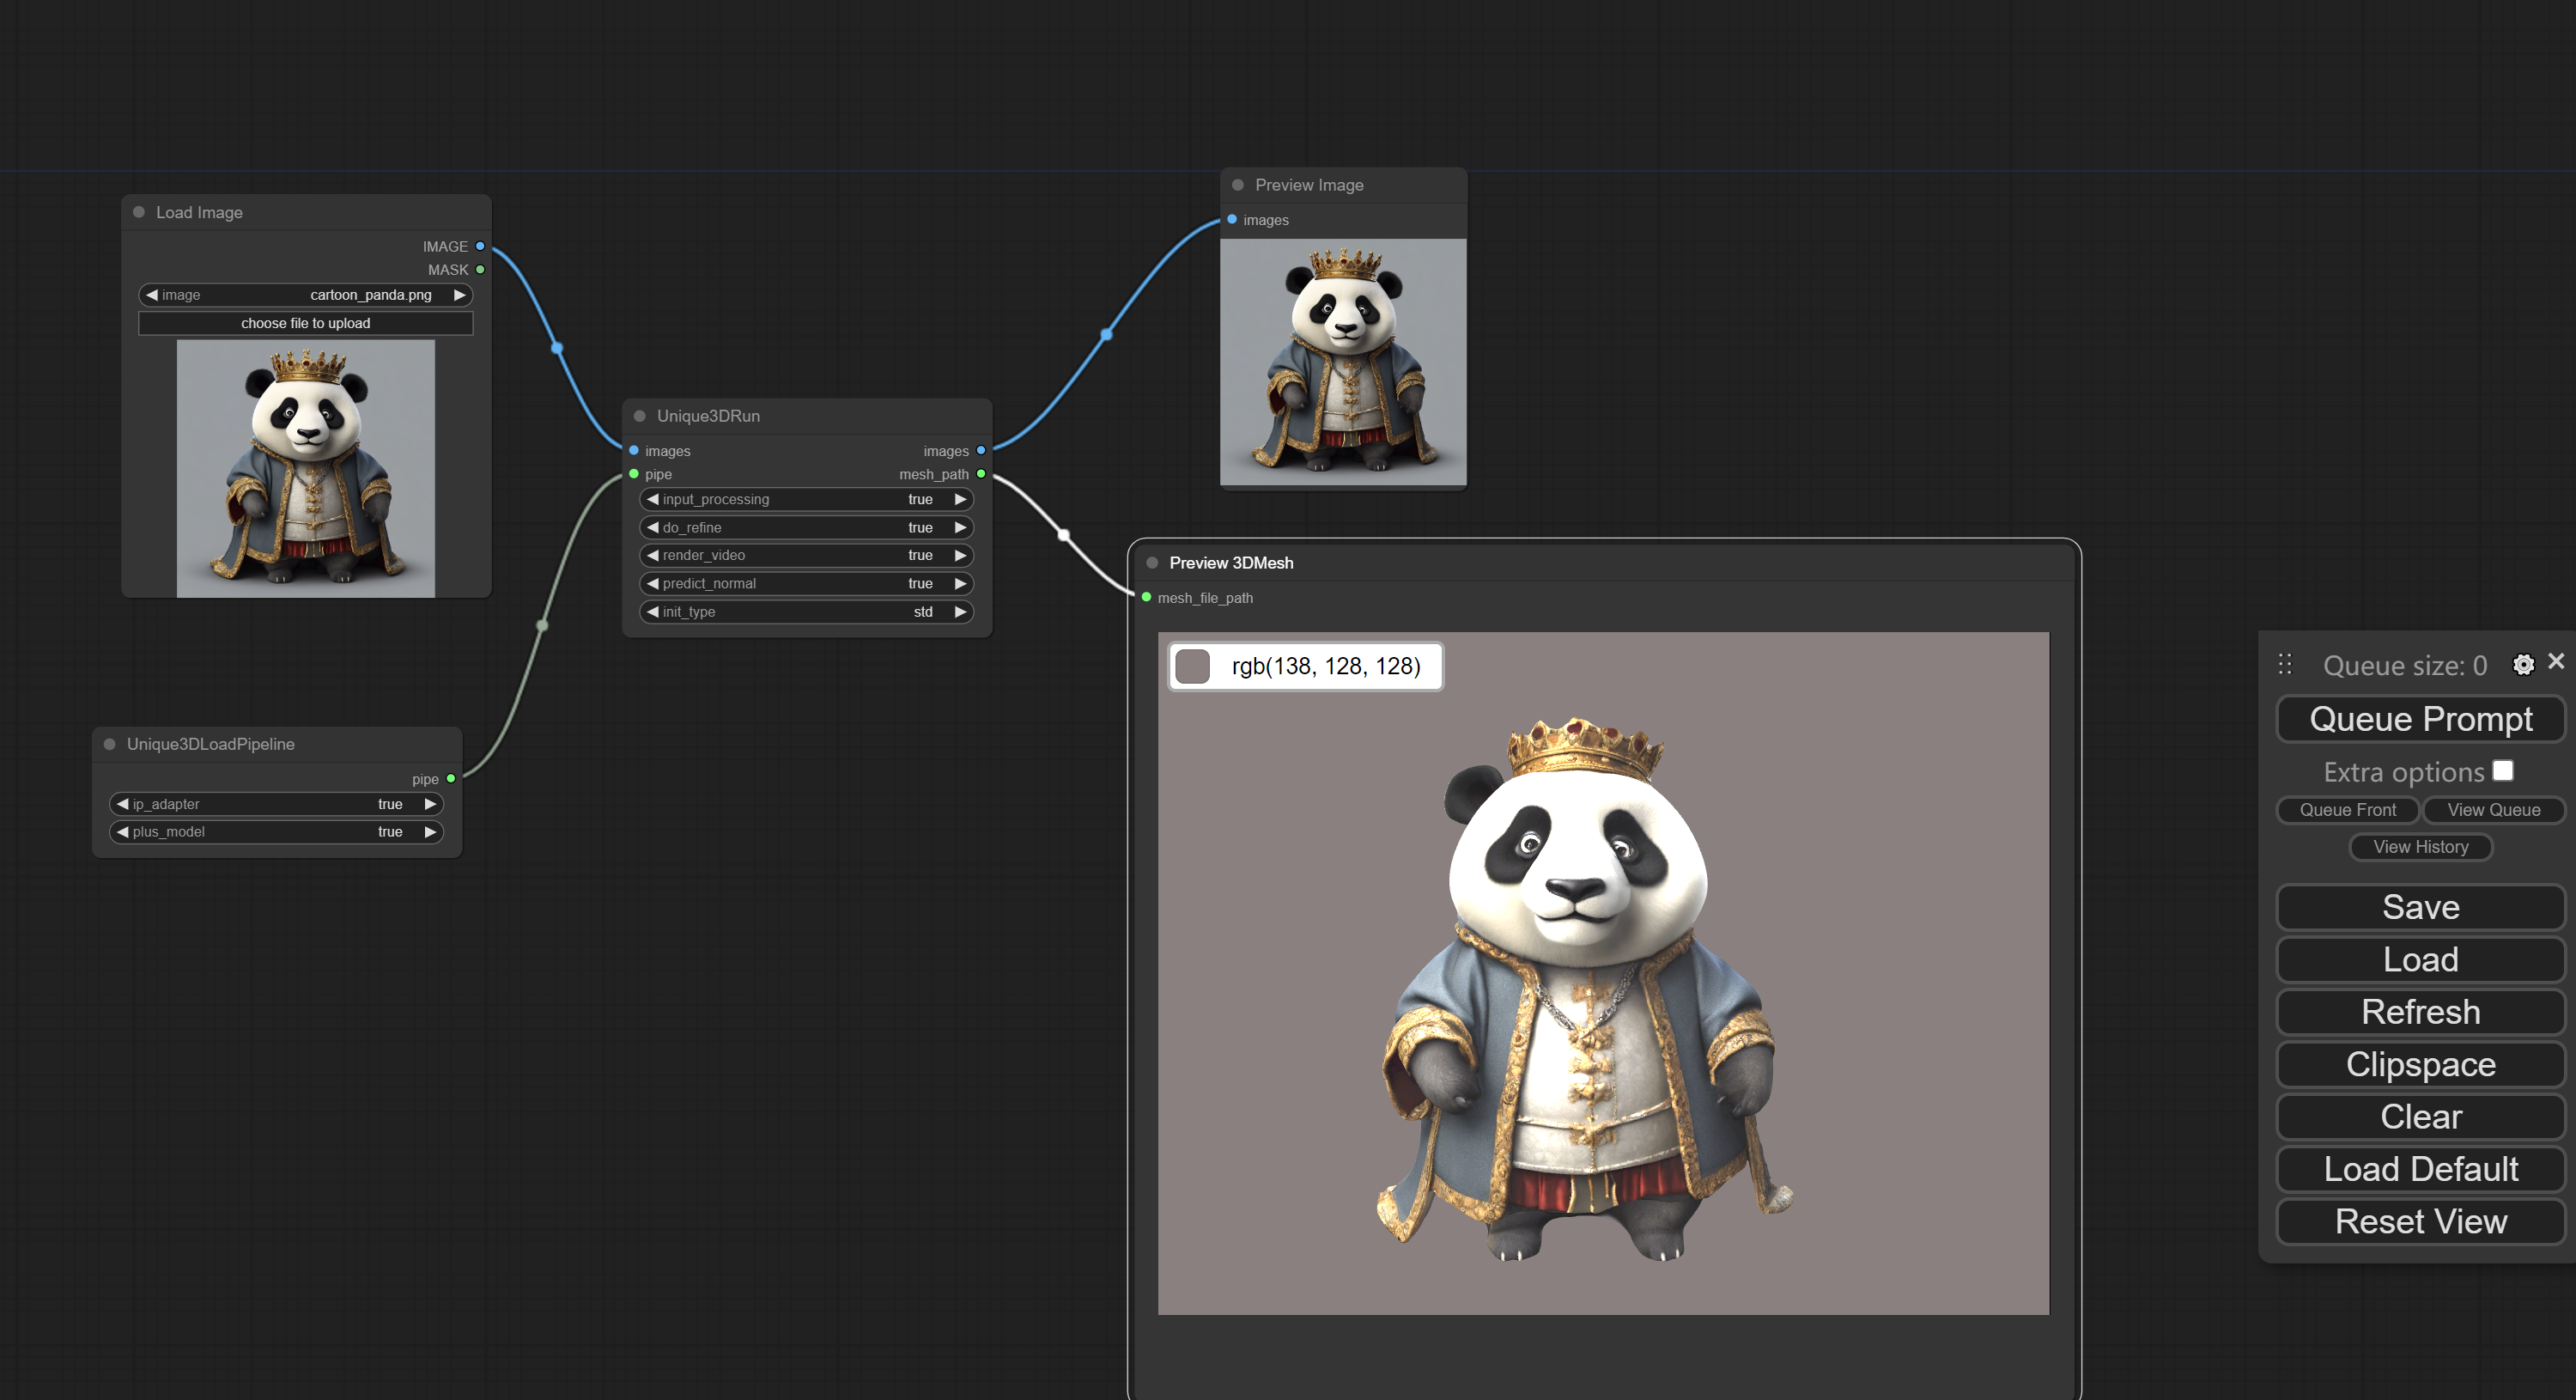 Load Image
IMAGE
MASK
image cartoon_panda.png
choose file to upload
Unique3DLoadPipeline
pipe
ip_adapter true
plus_model true
Unique3DRun
images images
pipe mesh_path
input_processing true
do_refine true
render_video true
predict_normal true
init_type std
Preview Image
images
Preview 3DMesh
mesh_file_path
rgb(138, 128, 128)
Queue size: 0
Queue Prompt
Extra options
Queue Front View Queue
View History
Save
Load
Refresh
Clipspace
Clear
Load Default
Reset View